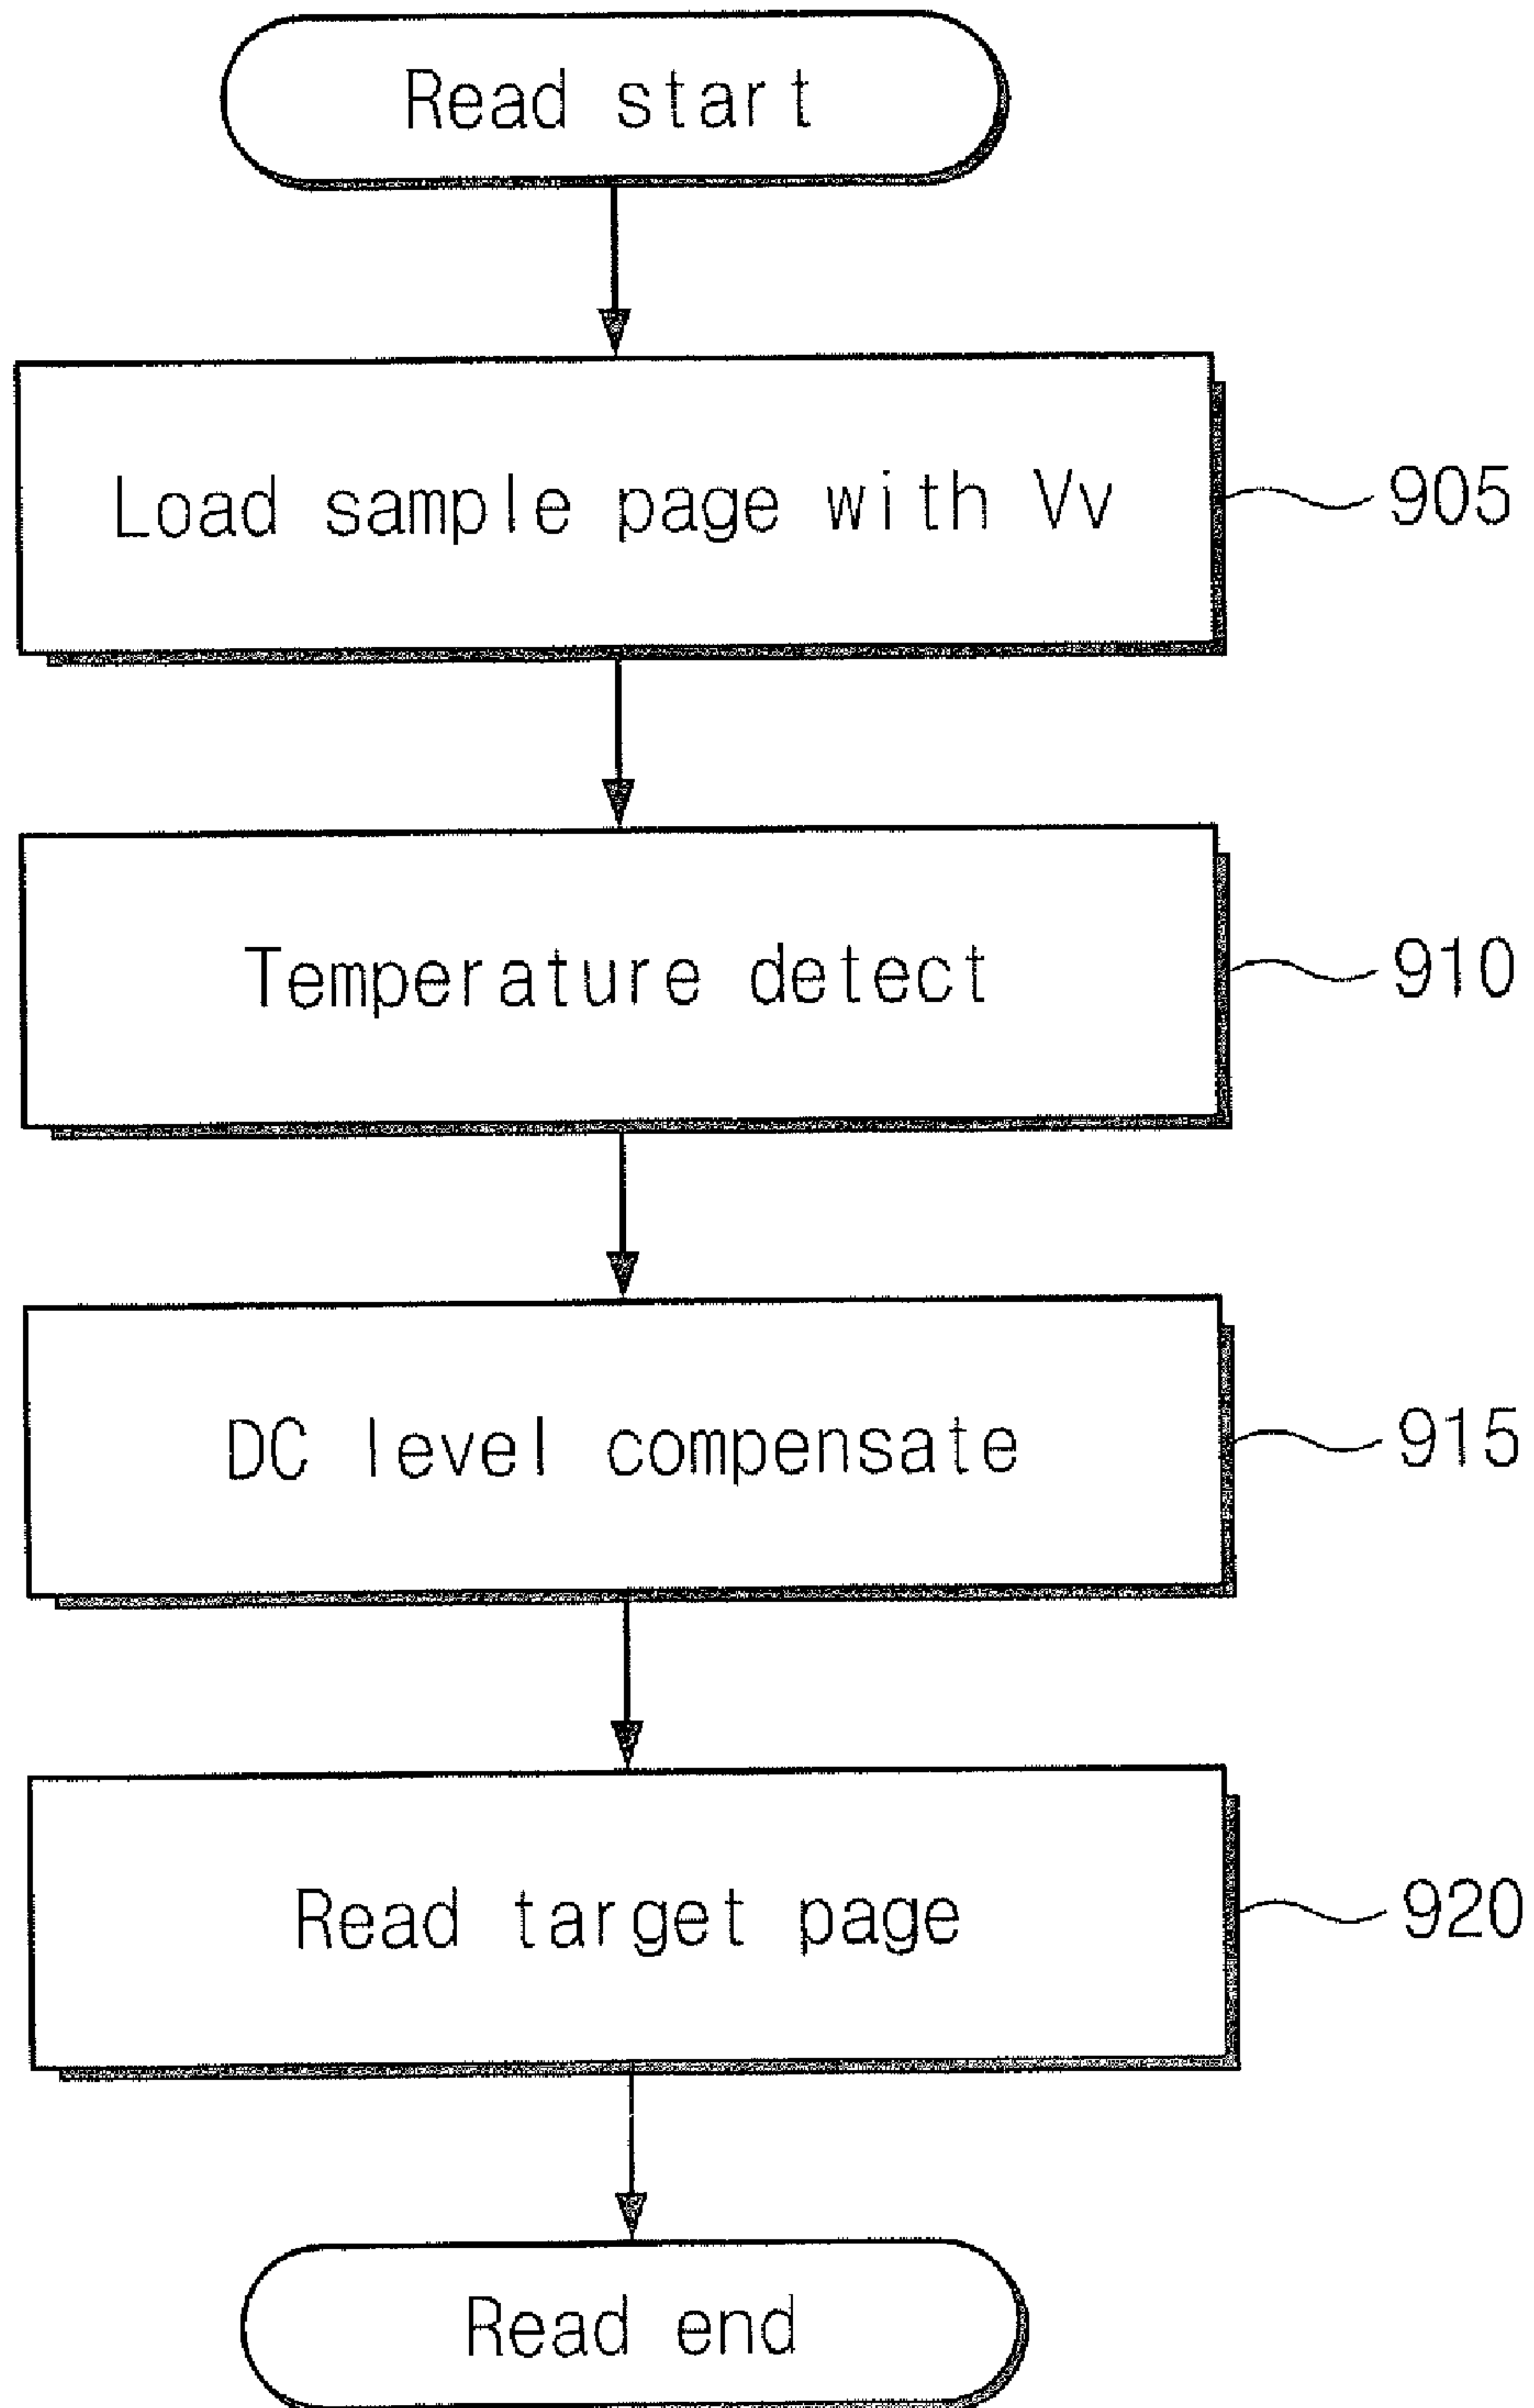 Read start
Load sample page with Vv
905
Temperature detect
910
DC level compensate
915
Read target page
920
Read end